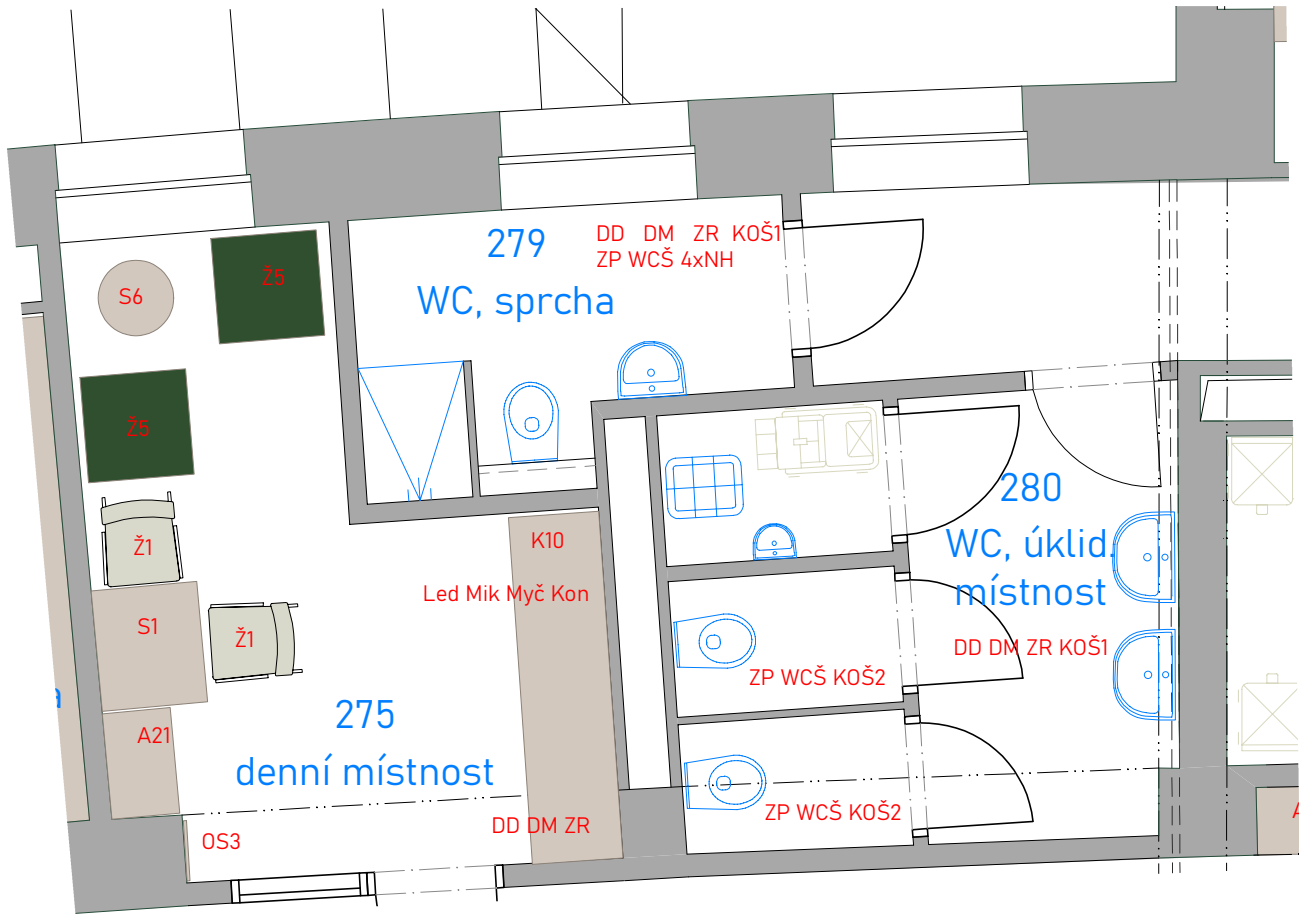 279
WC, sprcha
DD DM ZR KOŠ1
ZP WCŠ 4xNH
S6
Ž5
Ž5
Ž1
S1
Ž1
A21
OS3
275
denní místnost
K10
Led Mik Myč Kon
DD DM ZR
280
WC, úklid.
místnost
DD DM ZR KOŠ1
ZP WCŠ KOŠ2
ZP WCŠ KOŠ2
a